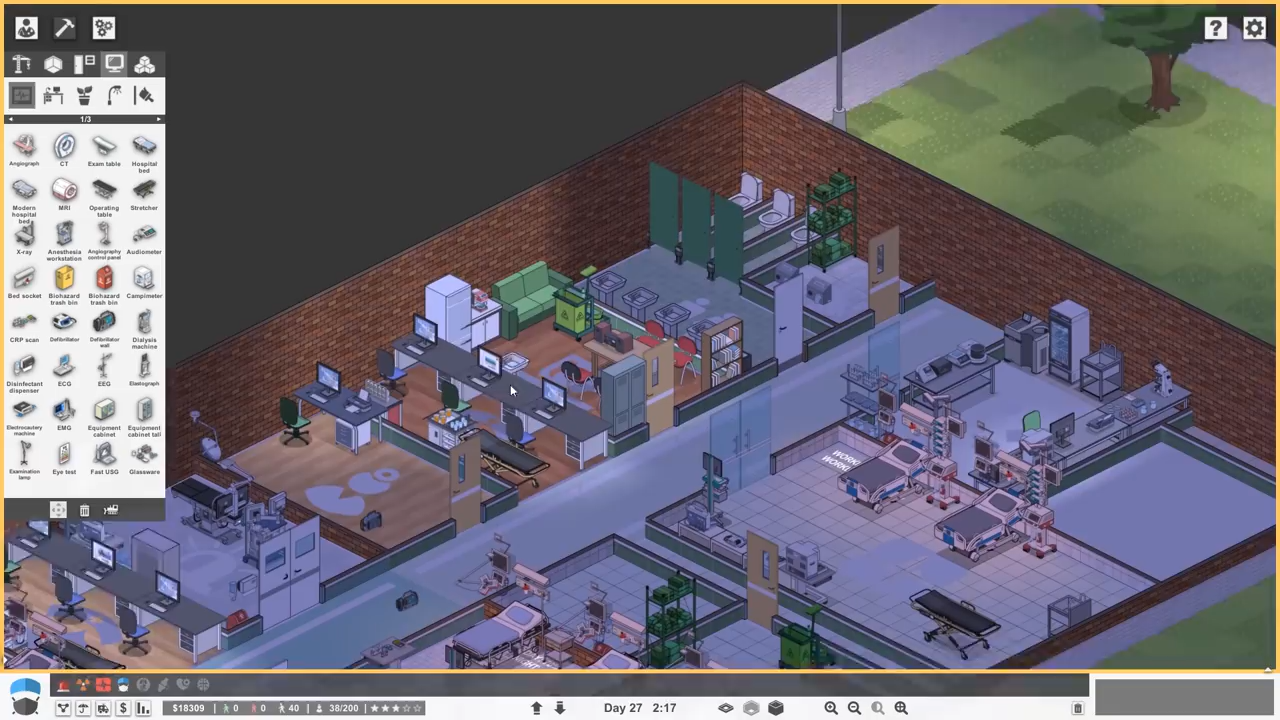 ?
1/3
Angiograph
CT
Exam table
Hospital bed
Modern hospital bed
MRI
Operating table
Stretcher
X-ray
Anesthesia workstation
Angiography control panel
Audiometer
Bed socket
Biohazard trash bin
Biohazard trash bin
Campimeter
CRP scan
Defibrillator
Defibrillator wall
Dialysis machine
Disinfectant dispenser
ECG
EEG
Elastograph
Electrocautery machine
EMG
Equipment cabinet
Equipment cabinet tall
Examination lamp
Eye test
Fast USG
Glassware
$18309
0
0
40
38/200
Day 27 2:17